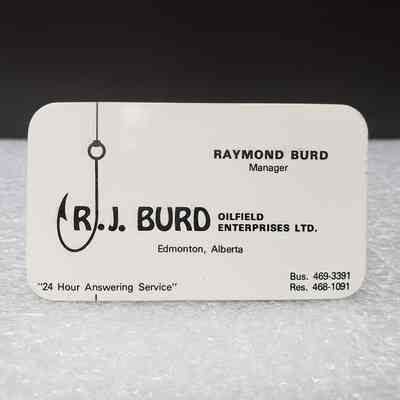 RAYMOND BURD
Manager
R.J. BURD OILFIELD
ENTERPRISES LTD.
Edmonton, Alberta
"24 Hour Answering Service"
Bus. 469-3391
Res. 468-1091